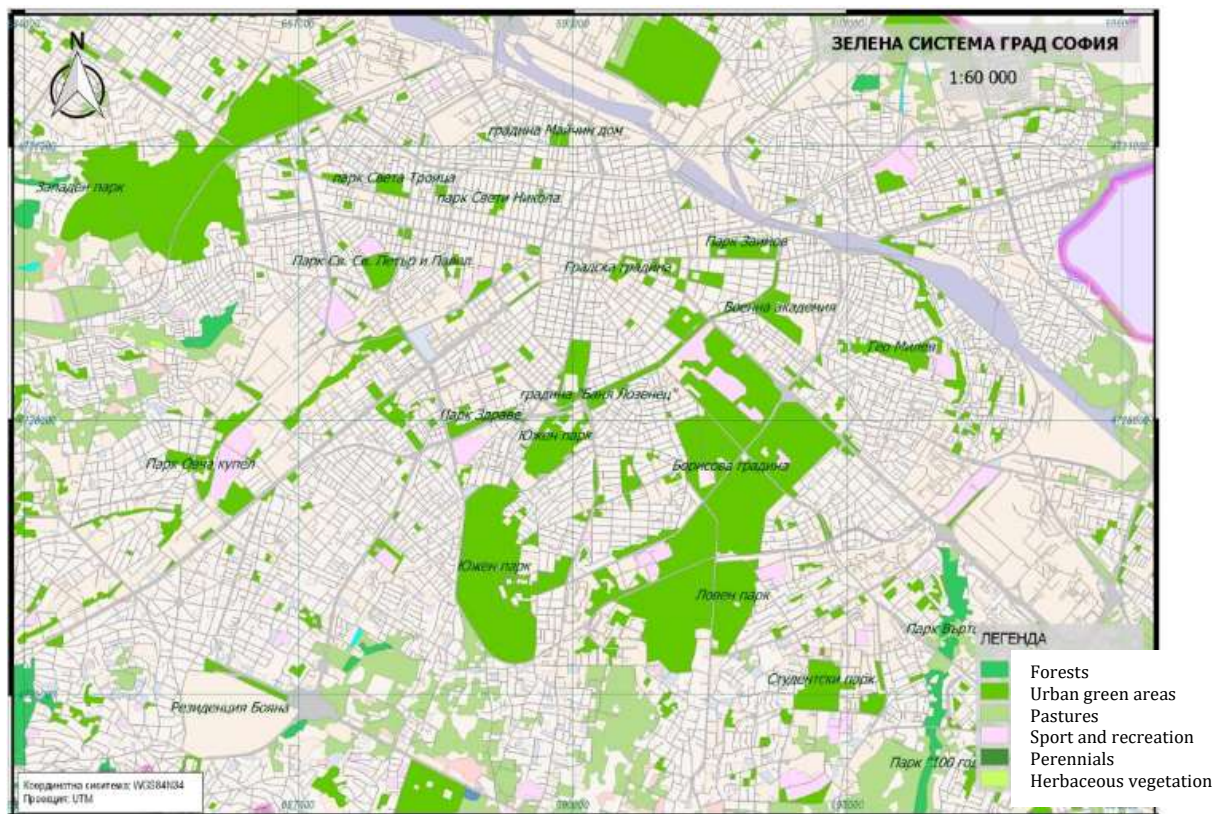 N
ЗЕЛЕНА СИСТЕМА ГРАД СОФИЯ
1:60 000
градина Майчин дом
Западен парк
парк Света Троица
парк Свети Никола
Парк Заимов
Парк Св. Св. Петър и Павел
Градска градина
Военна академия
Гео Милев
градина "Баня Лозенец"
Парк Здраве
Южен парк
Парк Овча купел
Борисова градина
Южен парк
Ловен парк
Парк Върто
ЛЕГЕНДА
Forests
Студентски парк
Urban green areas
Резиденция Бояна
Pastures
Sport and recreation
Perennials
Парк "100 год
Herbaceous vegetation
Координатна система: WGS84N34
Проекция: UTM